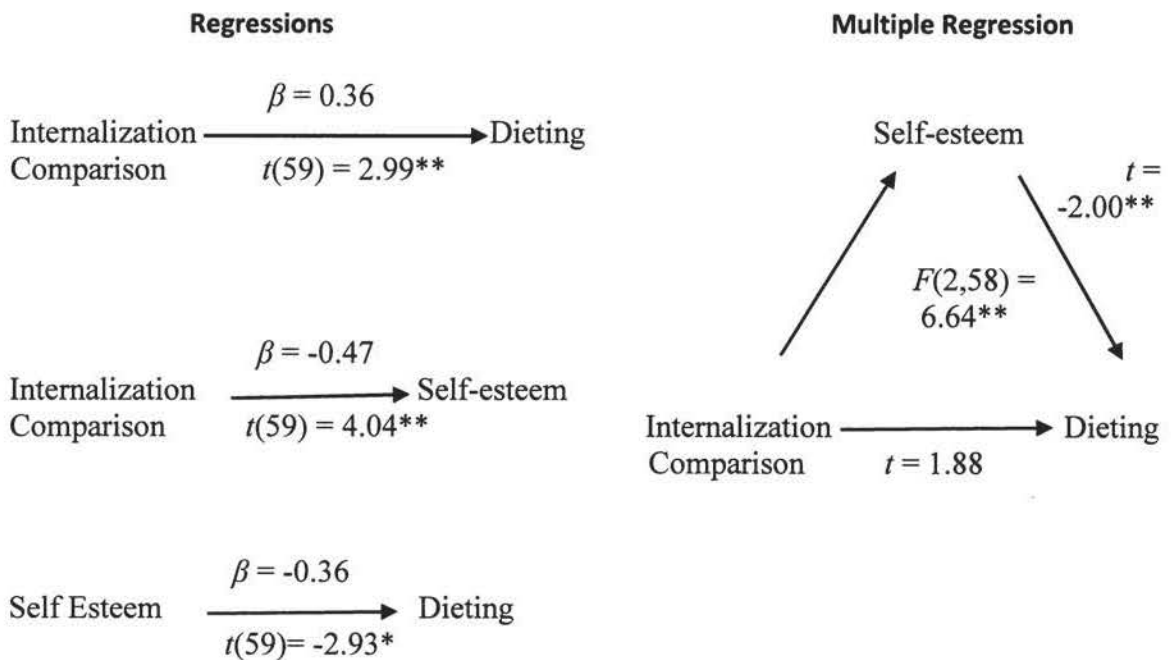 Regressions
β = 0.36
Internalization Dieting
Comparison t(59) = 2.99**
β = -0.47
Internalization Self-esteem
Comparison t(59) = 4.04**
β = -0.36
Self Esteem Dieting
t(59)= -2.93*
Multiple Regression
Self-esteem
t =
-2.00**
F(2,58) =
6.64**
Internalization Dieting
Comparison t = 1.88